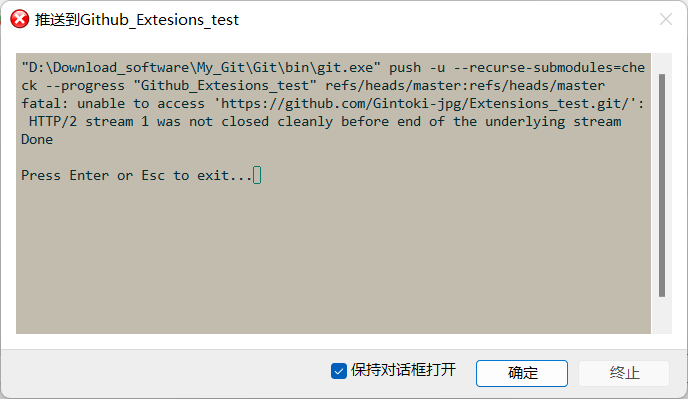 推送到Github_Extesions_test
"D:\Download_software\My_Git\Git\bin\git.exe" push -u --recurse-submodules=che
ck --progress "Github_Extesions_test" refs/heads/master:refs/heads/master
fatal: unable to access 'https://github.com/Gintoki-jpg/Extensions_test.git/':
 HTTP/2 stream 1 was not closed cleanly before end of the underlying stream
Done
Press Enter or Esc to exit...
保持对话框打开
确定
终止